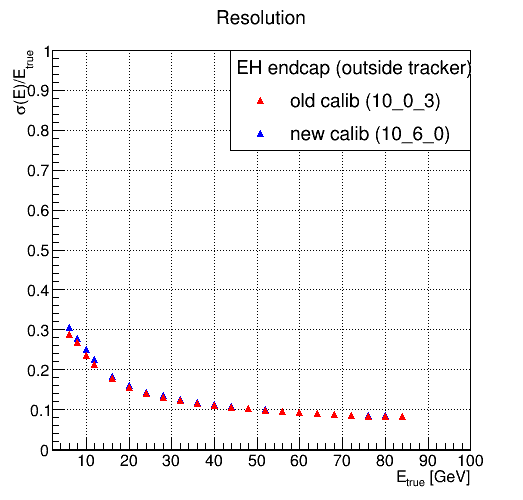 Resolution
σ(E)/E_true
1
0.9
0.8
0.7
0.6
0.5
0.4
0.3
0.2
0.1
0
EH endcap (outside tracker)
old calib (10_0_3)
new calib (10_6_0)
10 20 30 40 50 60 70 80 90 100
E_true [GeV]